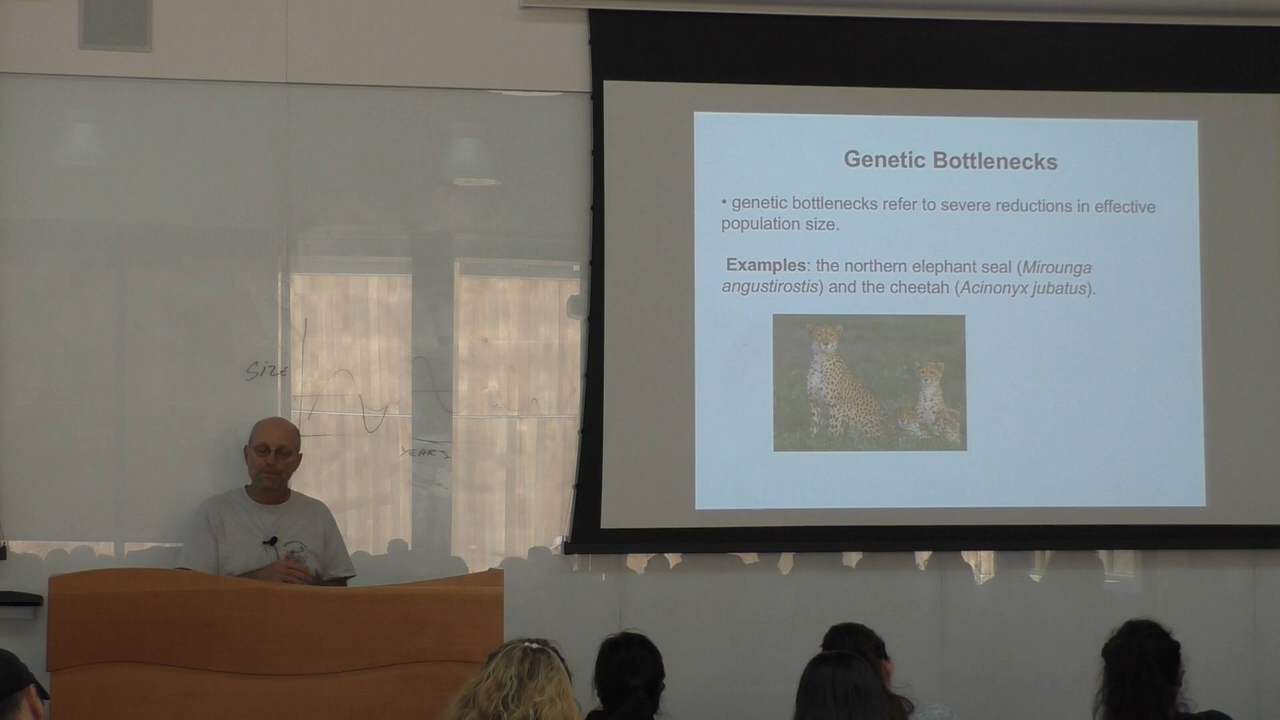 Genetic Bottlenecks
• genetic bottlenecks refer to severe reductions in effective
population size.
Examples: the northern elephant seal (Mirounga
angustirostis) and the cheetah (Acinonyx jubatus).
SIZE
YEARS